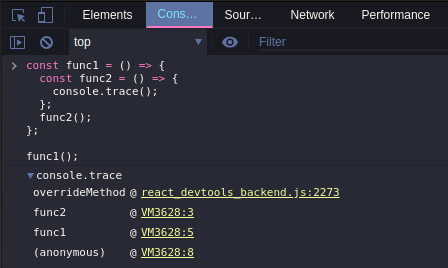 Elements Cons... Sour... Network Performance
top Filter
const func1 = () => {
const func2 = () => {
console.trace();
};
func2();
};
func1();
console.trace
overrideMethod @ react_devtools_backend.js:2273
func2 @ VM3628:3
func1 @ VM3628:5
(anonymous) @ VM3628:8